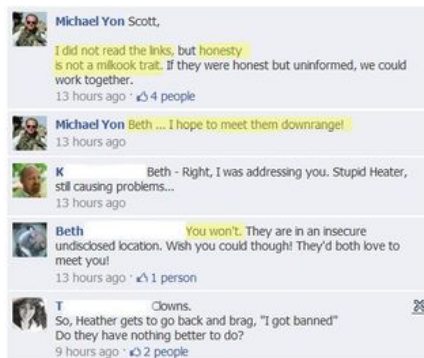 Michael Yon Scott,
I did not read the links, but honesty
is not a milkook trait. If they were honest but uninformed, we could
work together.
13 hours ago · 4 people
Michael Yon Beth ... I hope to meet them downrange!
13 hours ago
K Beth - Right, I was addressing you. Stupid Heater,
still causing problems...
13 hours ago
Beth You won't. They are in an insecure
undisclosed location. Wish you could though! They'd both love to
meet you!
13 hours ago · 1 person
T Clowns.
So, Heather gets to go back and brag, "I got banned"
Do they have nothing better to do?
9 hours ago · 2 people